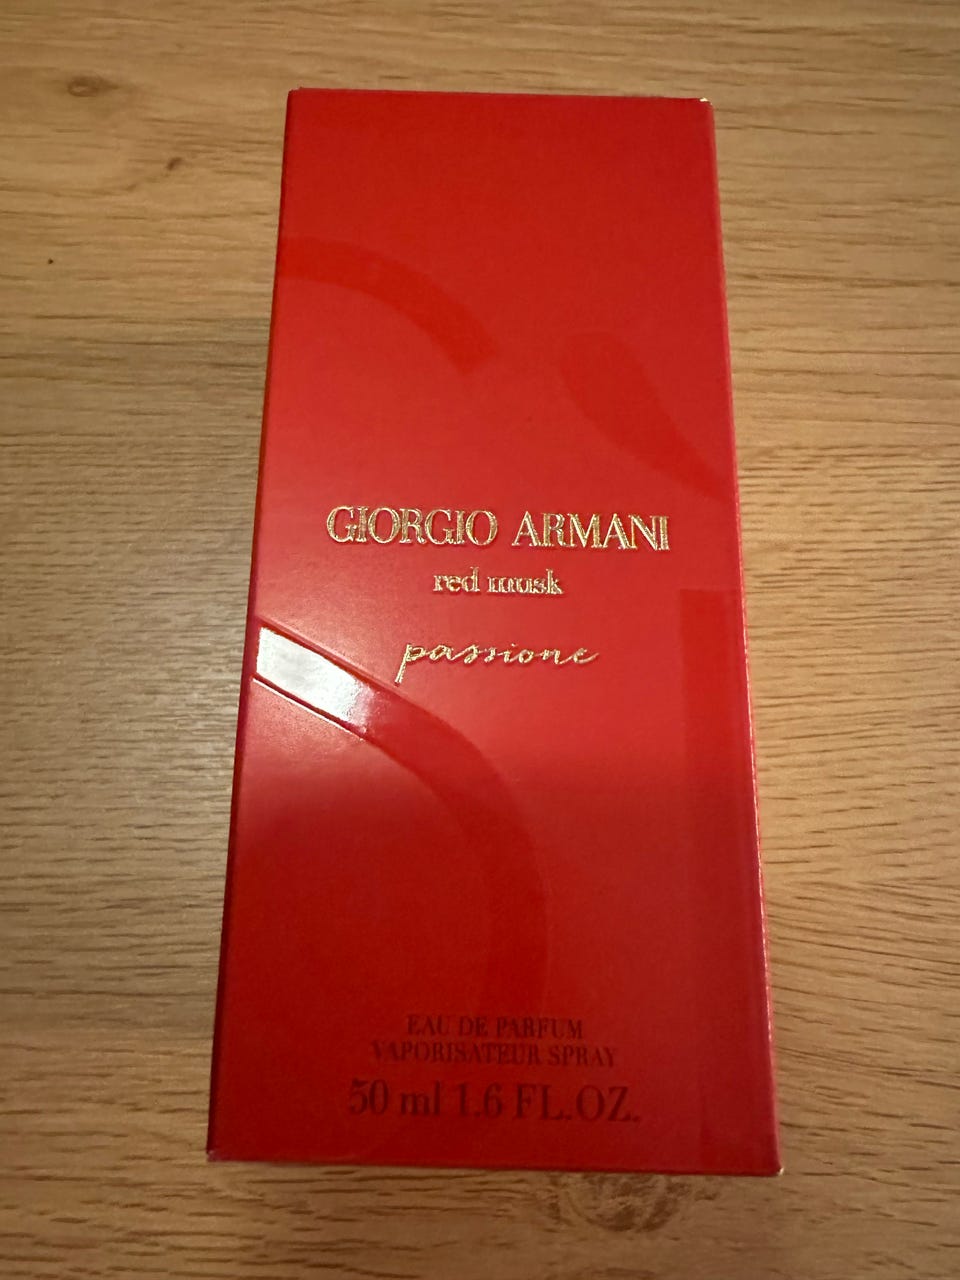 GIORGIO ARMANI
red musk
passione
EAU DE PARFUM
VAPORISATEUR SPRAY
50 ml 1.6 FL.OZ.